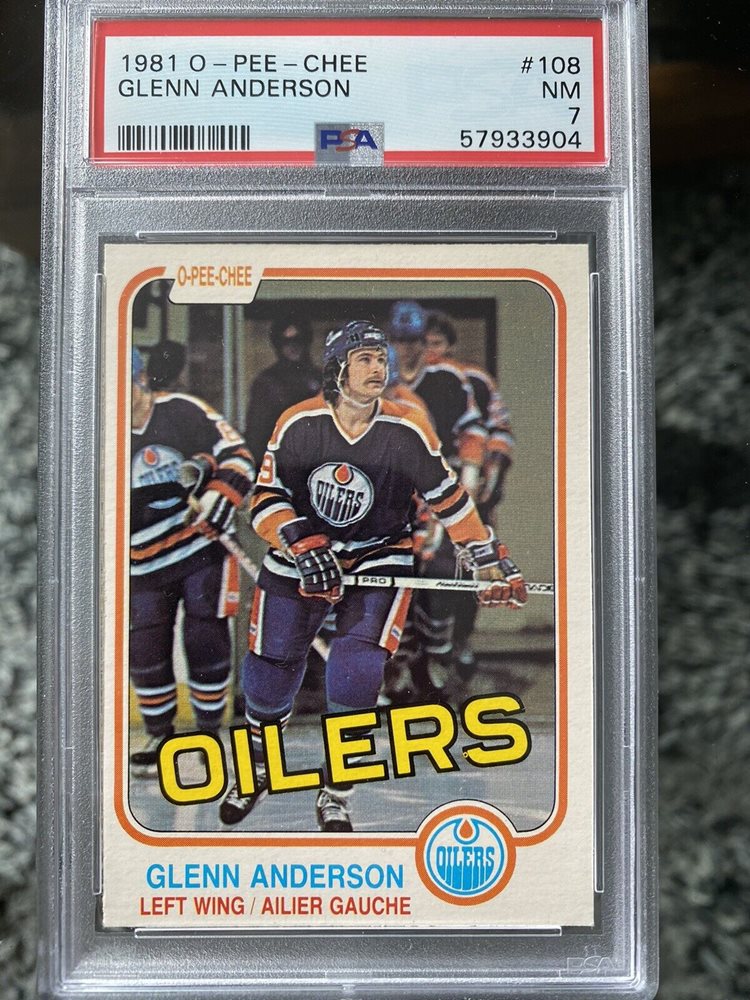 1981 O-PEE-CHEE #108
GLENN ANDERSON NM
7
PSA 57933904
O-PEE-CHEE
OILERS
OILERS
PRO
OILERS
OILERS
GLENN ANDERSON
LEFT WING / AILIER GAUCHE